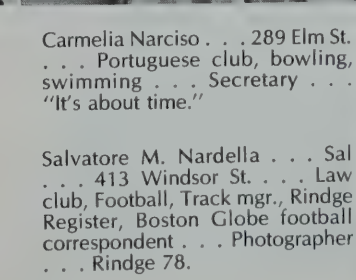 Carmelia Narciso . . . 289 Elm St.
. . . Portuguese club, bowling,
swimming . . . Secretary . . .
"It's about time."
Salvatore M. Nardella . . . Sal
. . . 413 Windsor St. . . . Law
club, Football, Track mgr., Rindge
Register, Boston Globe football
correspondent . . . Photographer
. . . Rindge 78.